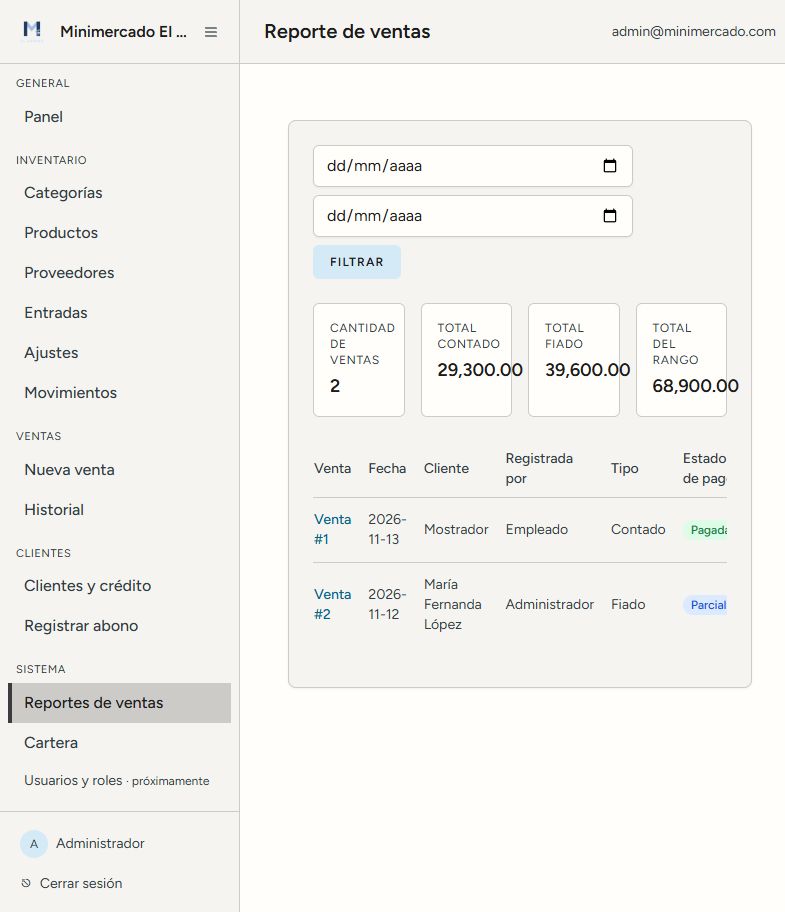 Minimercado El ...
Reporte de ventas
admin@minimercado.com
GENERAL
Panel
INVENTARIO
Categorías
Productos
Proveedores
Entradas
Ajustes
Movimientos
VENTAS
Nueva venta
Historial
CLIENTES
Clientes y crédito
Registrar abono
SISTEMA
Reportes de ventas
Cartera
Usuarios y roles · próximamente
A Administrador
Cerrar sesión
dd/mm/aaaa
dd/mm/aaaa
FILTRAR
CANTIDAD
DE
VENTAS
2
TOTAL
CONTADO
29,300.00
TOTAL
FIADO
39,600.00
TOTAL
DEL
RANGO
68,900.00
Venta
Fecha
Cliente
Registrada
por
Tipo
Estado
de pag
Venta
#1
2026-
11-13
Mostrador
Empleado
Contado
Pagada
Venta
#2
2026-
11-12
María
Fernanda
López
Administrador
Fiado
Parcial